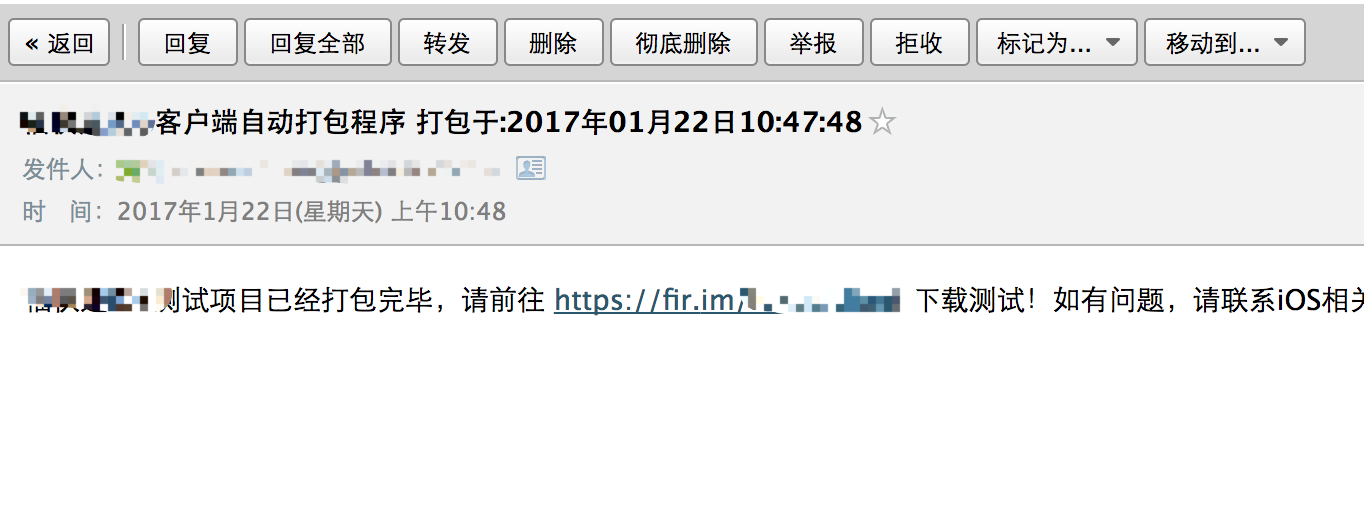 « 返回 回复 回复全部 转发 删除 彻底删除 举报 拒收 标记为... 移动到...
客户端自动打包程序 打包于:2017年01月22日10:47:48
发件人：
时 间：2017年1月22日(星期天) 上午10:48
测试项目已经打包完毕，请前往 https://fir.im/ 下载测试！如有问题，请联系iOS相关